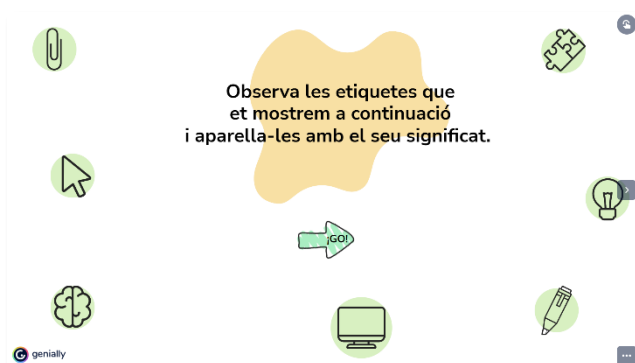 Observa les etiquetes que
et mostrem a continuació
i aparella-les amb el seu significat.
¡GO!
genially